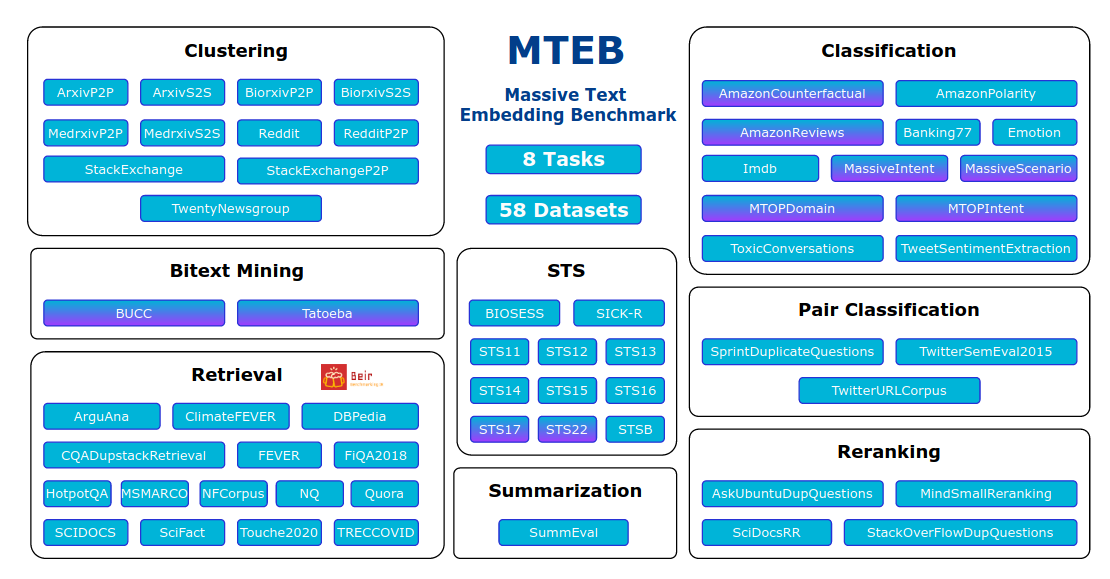 MTEB
Massive Text
Embedding Benchmark
8 Tasks
58 Datasets
Clustering
ArxivP2P ArxivS2S BiorxivP2P BiorxivS2S
MedrxivP2P MedrxivS2S Reddit RedditP2P
StackExchange StackExchangeP2P
TwentyNewsgroup
Bitext Mining
BUCC Tatoeba
Retrieval Beir
ArguAna ClimateFEVER DBPedia
CQADupstackRetrieval FEVER FiQA2018
HotpotQA MSMARCO NFCorpus NQ Quora
SCIDOCS SciFact Touche2020 TRECCOVID
STS
BIOSESS SICK-R
STS11 STS12 STS13
STS14 STS15 STS16
STS17 STS22 STSB
Summarization
SummEval
Classification
AmazonCounterfactual AmazonPolarity
AmazonReviews Banking77 Emotion
Imdb MassiveIntent MassiveScenario
MTOPDomain MTOPIntent
ToxicConversations TweetSentimentExtraction
Pair Classification
SprintDuplicateQuestions TwitterSemEval2015
TwitterURLCorpus
Reranking
AskUbuntuDupQuestions MindSmallReranking
SciDocsRR StackOverFlowDupQuestions